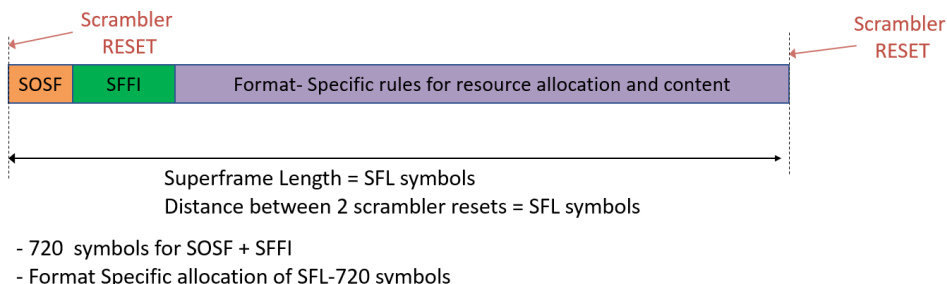 Scrambler
RESET
Scrambler
RESET
SOSF
SFFI
Format- Specific rules for resource allocation and content
Superframe Length = SFL symbols
Distance between 2 scrambler resets = SFL symbols
- 720 symbols for SOSF + SFFI
- Format Specific allocation of SFL-720 symbols